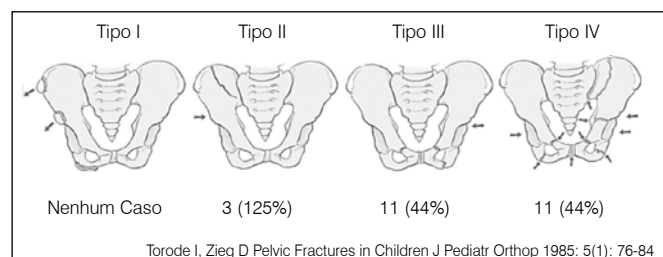 Tipo I Tipo II Tipo III Tipo IV
Nenhum Caso 3 (125%) 11 (44%) 11 (44%)
Torode I, Zieg D Pelvic Fractures in Children J Pediatr Orthop 1985; 5(1): 76-84